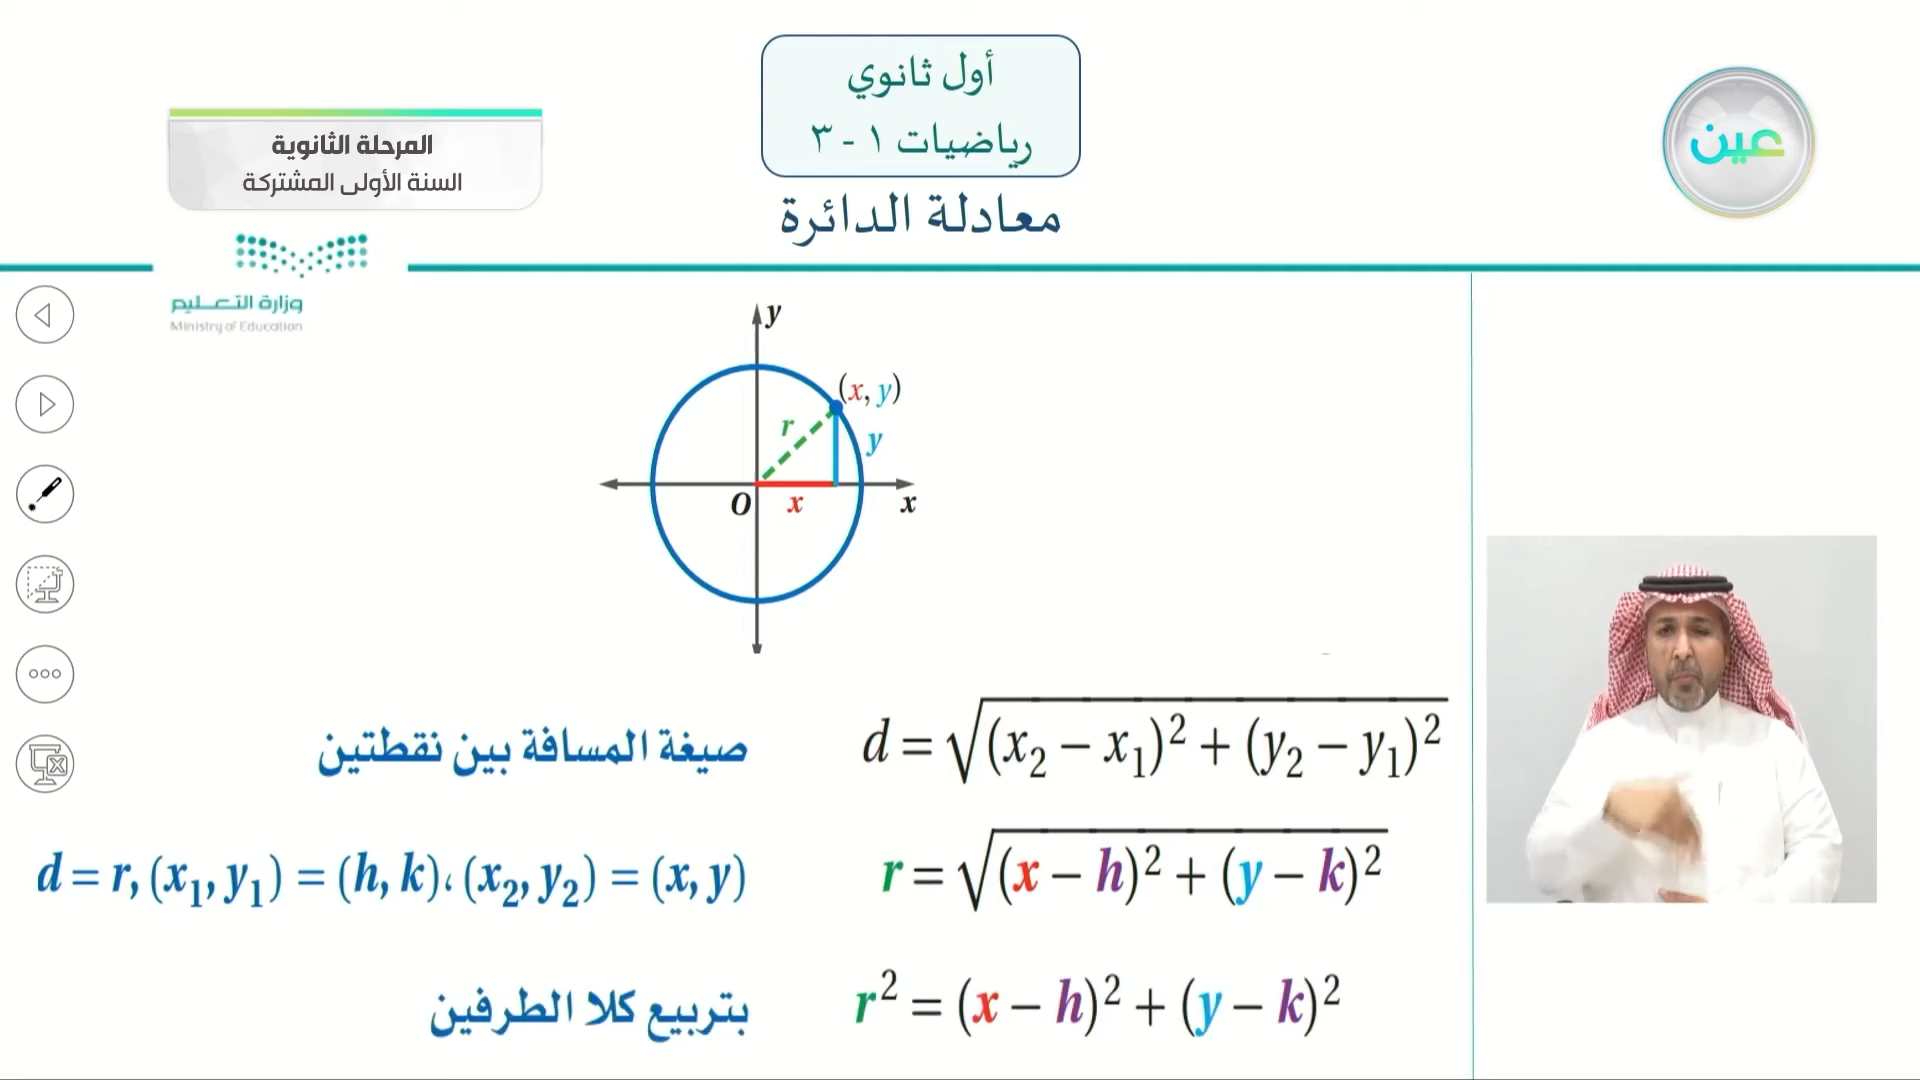 أول ثانوي
رياضيات ١ - ٣
معادلة الدائرة
عين
المرحلة الثانوية
السنة الأولى المشتركة
وزارة التعليم
Ministry of Education
y
(x, y)
r
y
O
x
x
d = √(x₂ − x₁)² + (y₂ − y₁)²
صيغة المسافة بين نقطتين
r = √(x − h)² + (y − k)²
d = r, (x₁, y₁) = (h, k)، (x₂, y₂) = (x, y)
r² = (x − h)² + (y − k)²
بتربيع كلا الطرفين